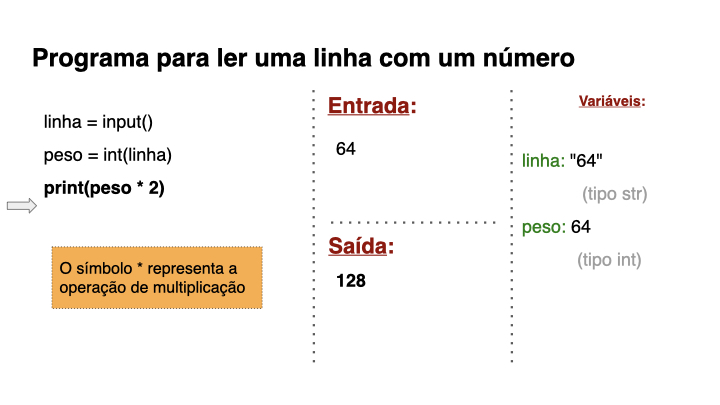 Programa para ler uma linha com um número
linha = input()
peso = int(linha)
print(peso * 2)
O símbolo * representa a
operação de multiplicação
Entrada:
64
Saída:
128
Variáveis:
linha: "64"
(tipo str)
peso: 64
(tipo int)